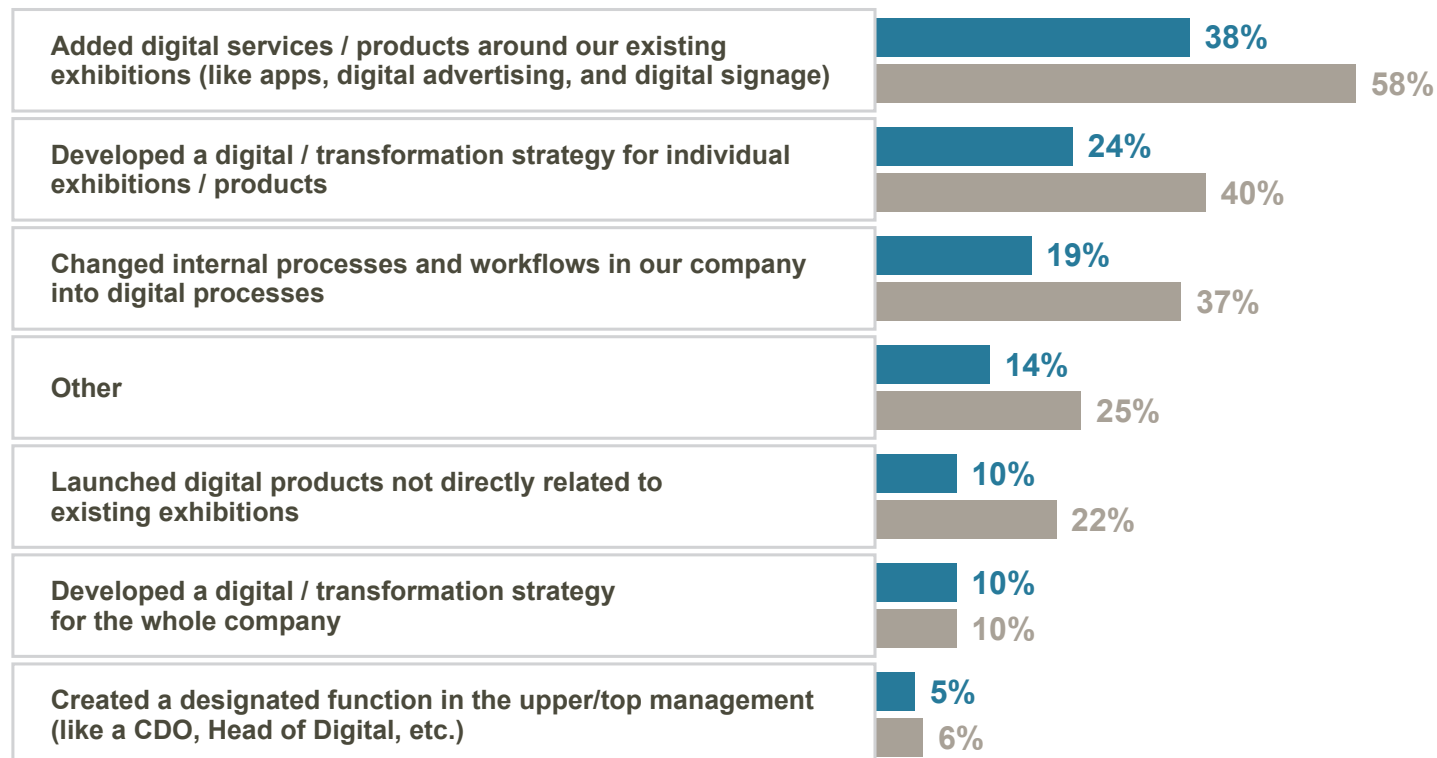 Added digital services / products around our existing
exhibitions (like apps, digital advertising, and digital signage)
38%
58%
Developed a digital / transformation strategy for individual
exhibitions / products
24%
40%
Changed internal processes and workflows in our company
into digital processes
19%
37%
Other
14%
25%
Launched digital products not directly related to
existing exhibitions
10%
22%
Developed a digital / transformation strategy
for the whole company
10%
10%
Created a designated function in the upper/top management
(like a CDO, Head of Digital, etc.)
5%
6%